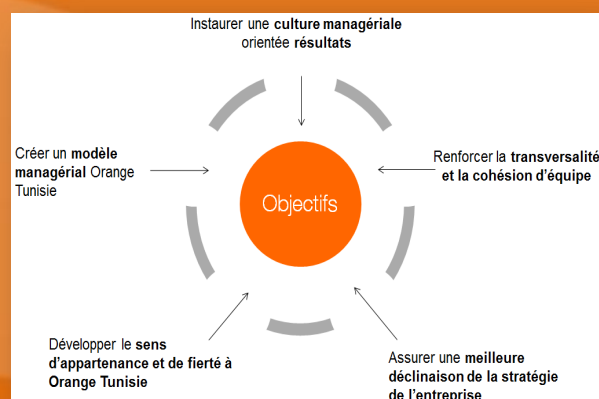 Instaurer une culture managériale
orientée résultats
Créer un modèle
managérial Orange
Tunisie
Renforcer la transversalité
et la cohésion d’équipe
Objectifs
Développer le sens
d’appartenance et de fierté à
Orange Tunisie
Assurer une meilleure
déclinaison de la stratégie
de l’entreprise